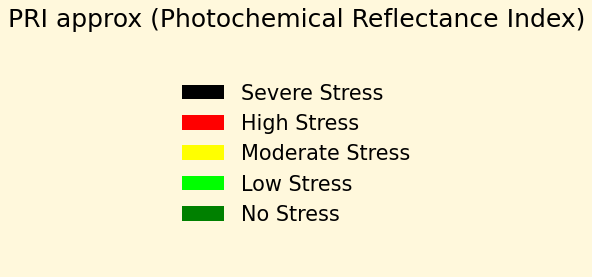 PRI approx (Photochemical Reflectance Index)
Severe Stress
High Stress
Moderate Stress
Low Stress
No Stress